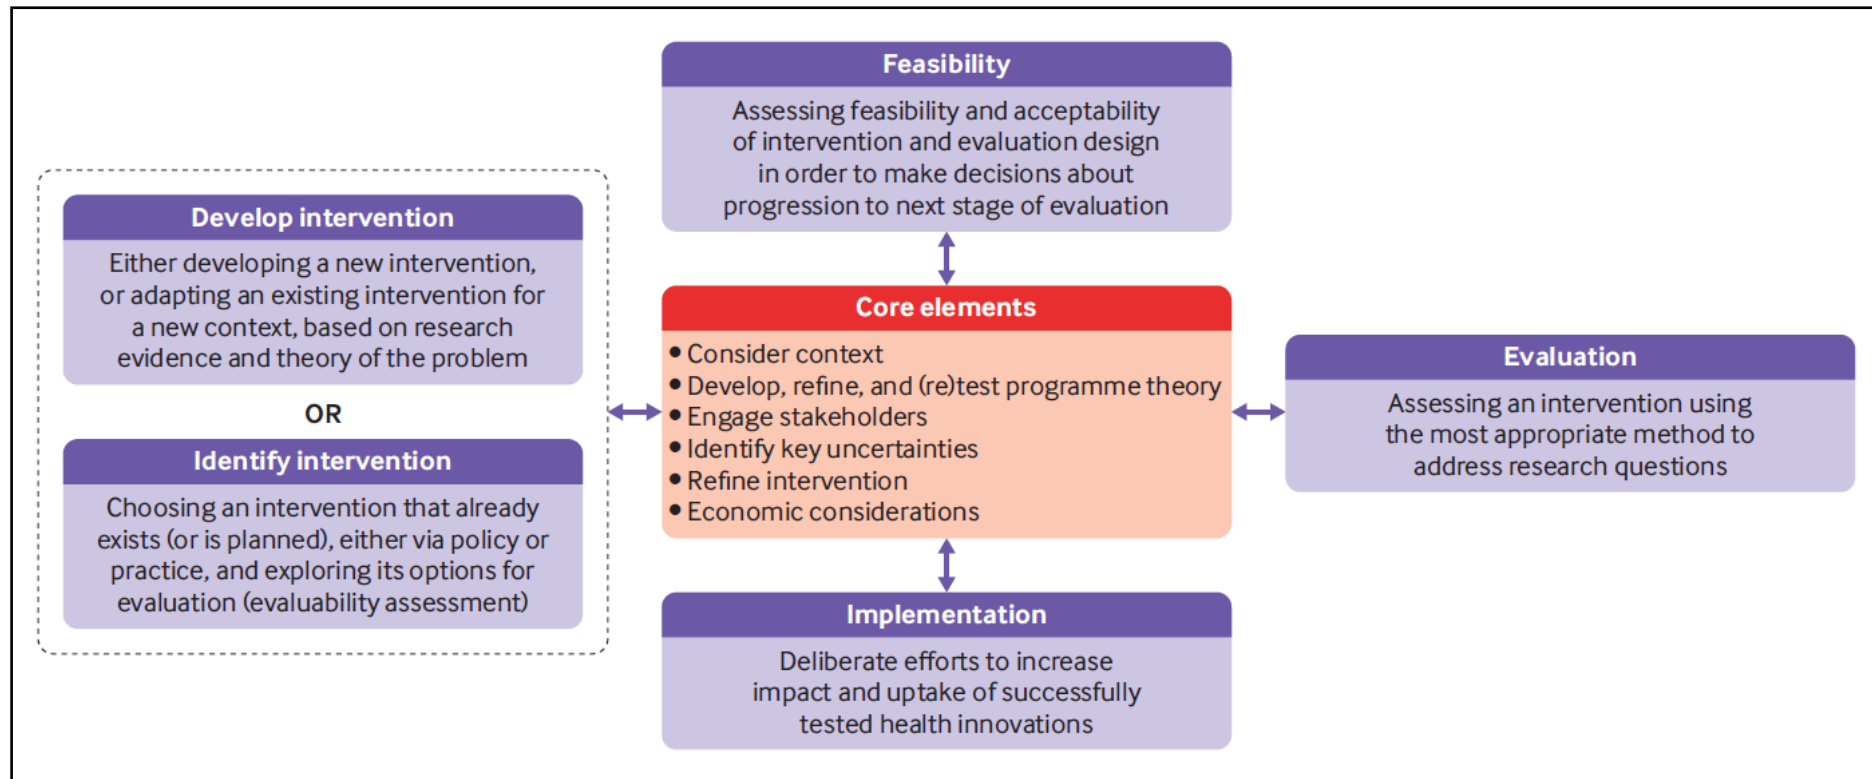 Feasibility
Assessing feasibility and acceptability
of intervention and evaluation design
in order to make decisions about
progression to next stage of evaluation
Develop intervention
Either developing a new intervention,
or adapting an existing intervention for
a new context, based on research
evidence and theory of the problem
OR
Identify intervention
Choosing an intervention that already
exists (or is planned), either via policy or
practice, and exploring its options for
evaluation (evaluability assessment)
Core elements
• Consider context
• Develop, refine, and (re)test programme theory
• Engage stakeholders
• Identify key uncertainties
• Refine intervention
• Economic considerations
Evaluation
Assessing an intervention using
the most appropriate method to
address research questions
Implementation
Deliberate efforts to increase
impact and uptake of successfully
tested health innovations